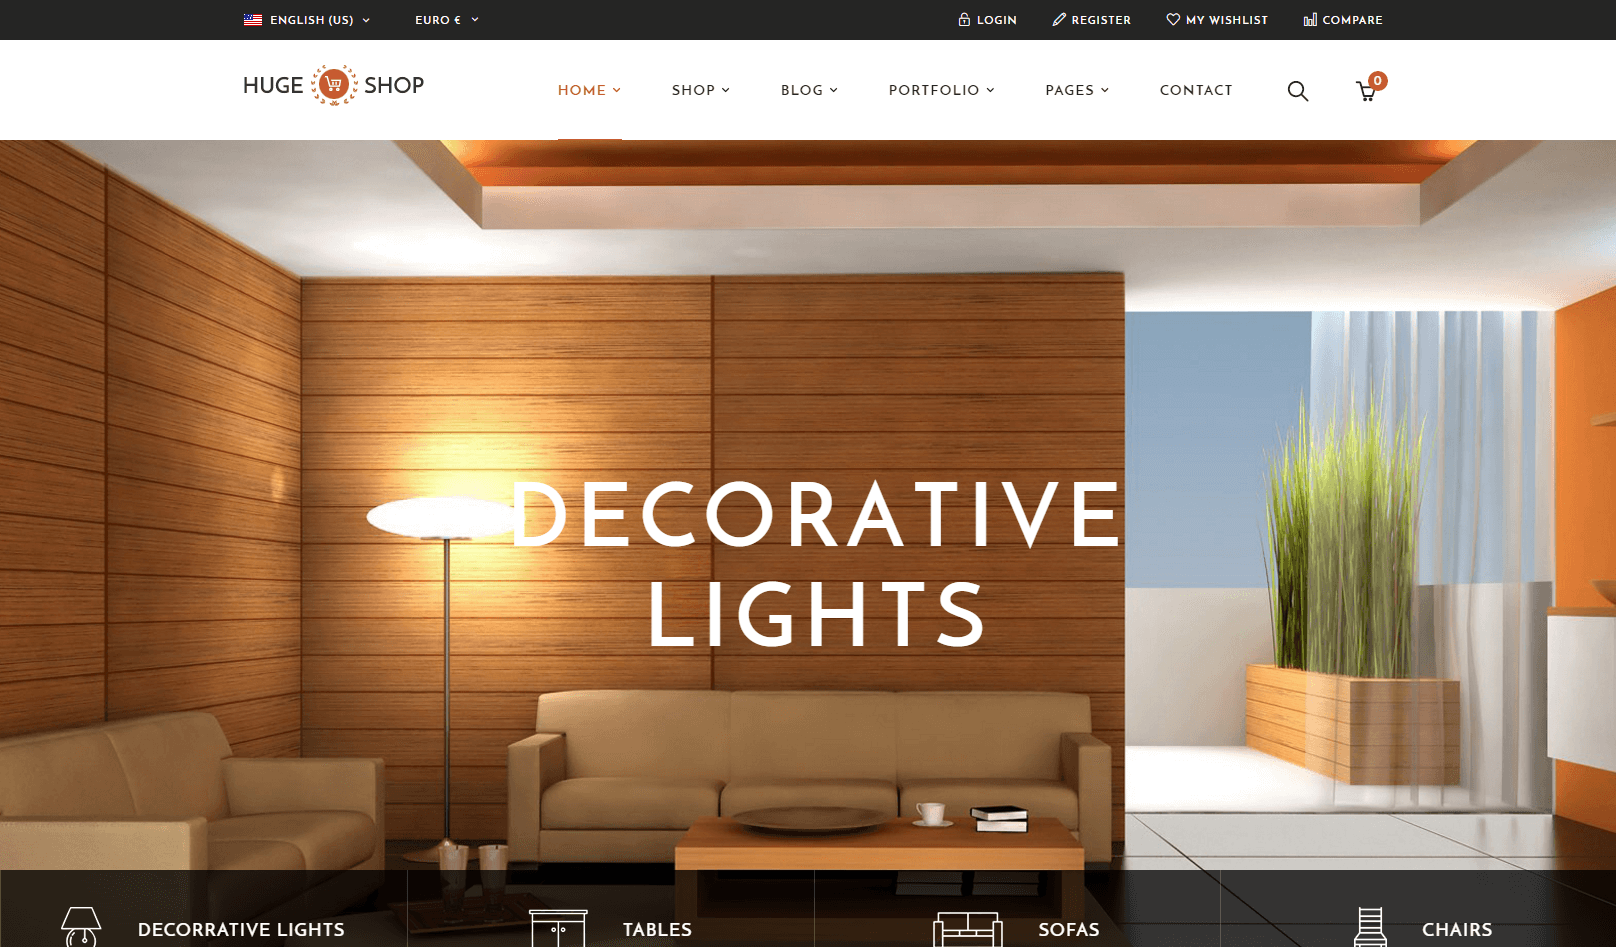 ENGLISH (US) EURO € LOGIN REGISTER MY WISHLIST COMPARE
HUGE SHOP HOME SHOP BLOG PORTFOLIO PAGES CONTACT 0
DECORATIVE
LIGHTS
DECORRATIVE LIGHTS TABLES SOFAS CHAIRS